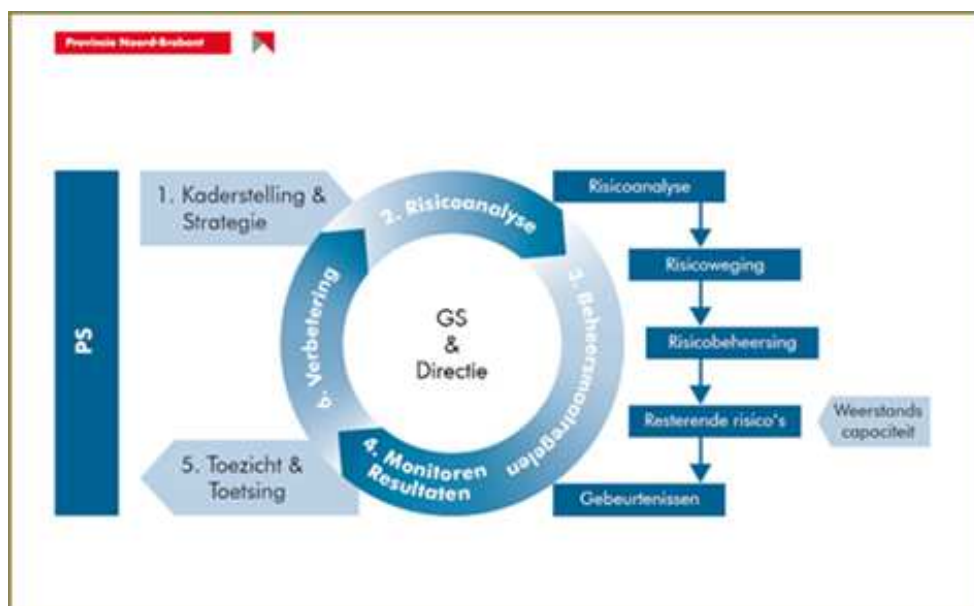 Provincie Noord-Brabant
PS
1. Kaderstelling &
Strategie
2. Risicoanalyse
3. Beheersmaatregelen
4. Monitoren
Resultaten
5. Toezicht &
Toetsing
6. Verbetering
GS
&
Directie
Risicoanalyse
Risicoweging
Risicobeheersing
Resterende risico's
Weerstands
capaciteit
Gebeurtenissen